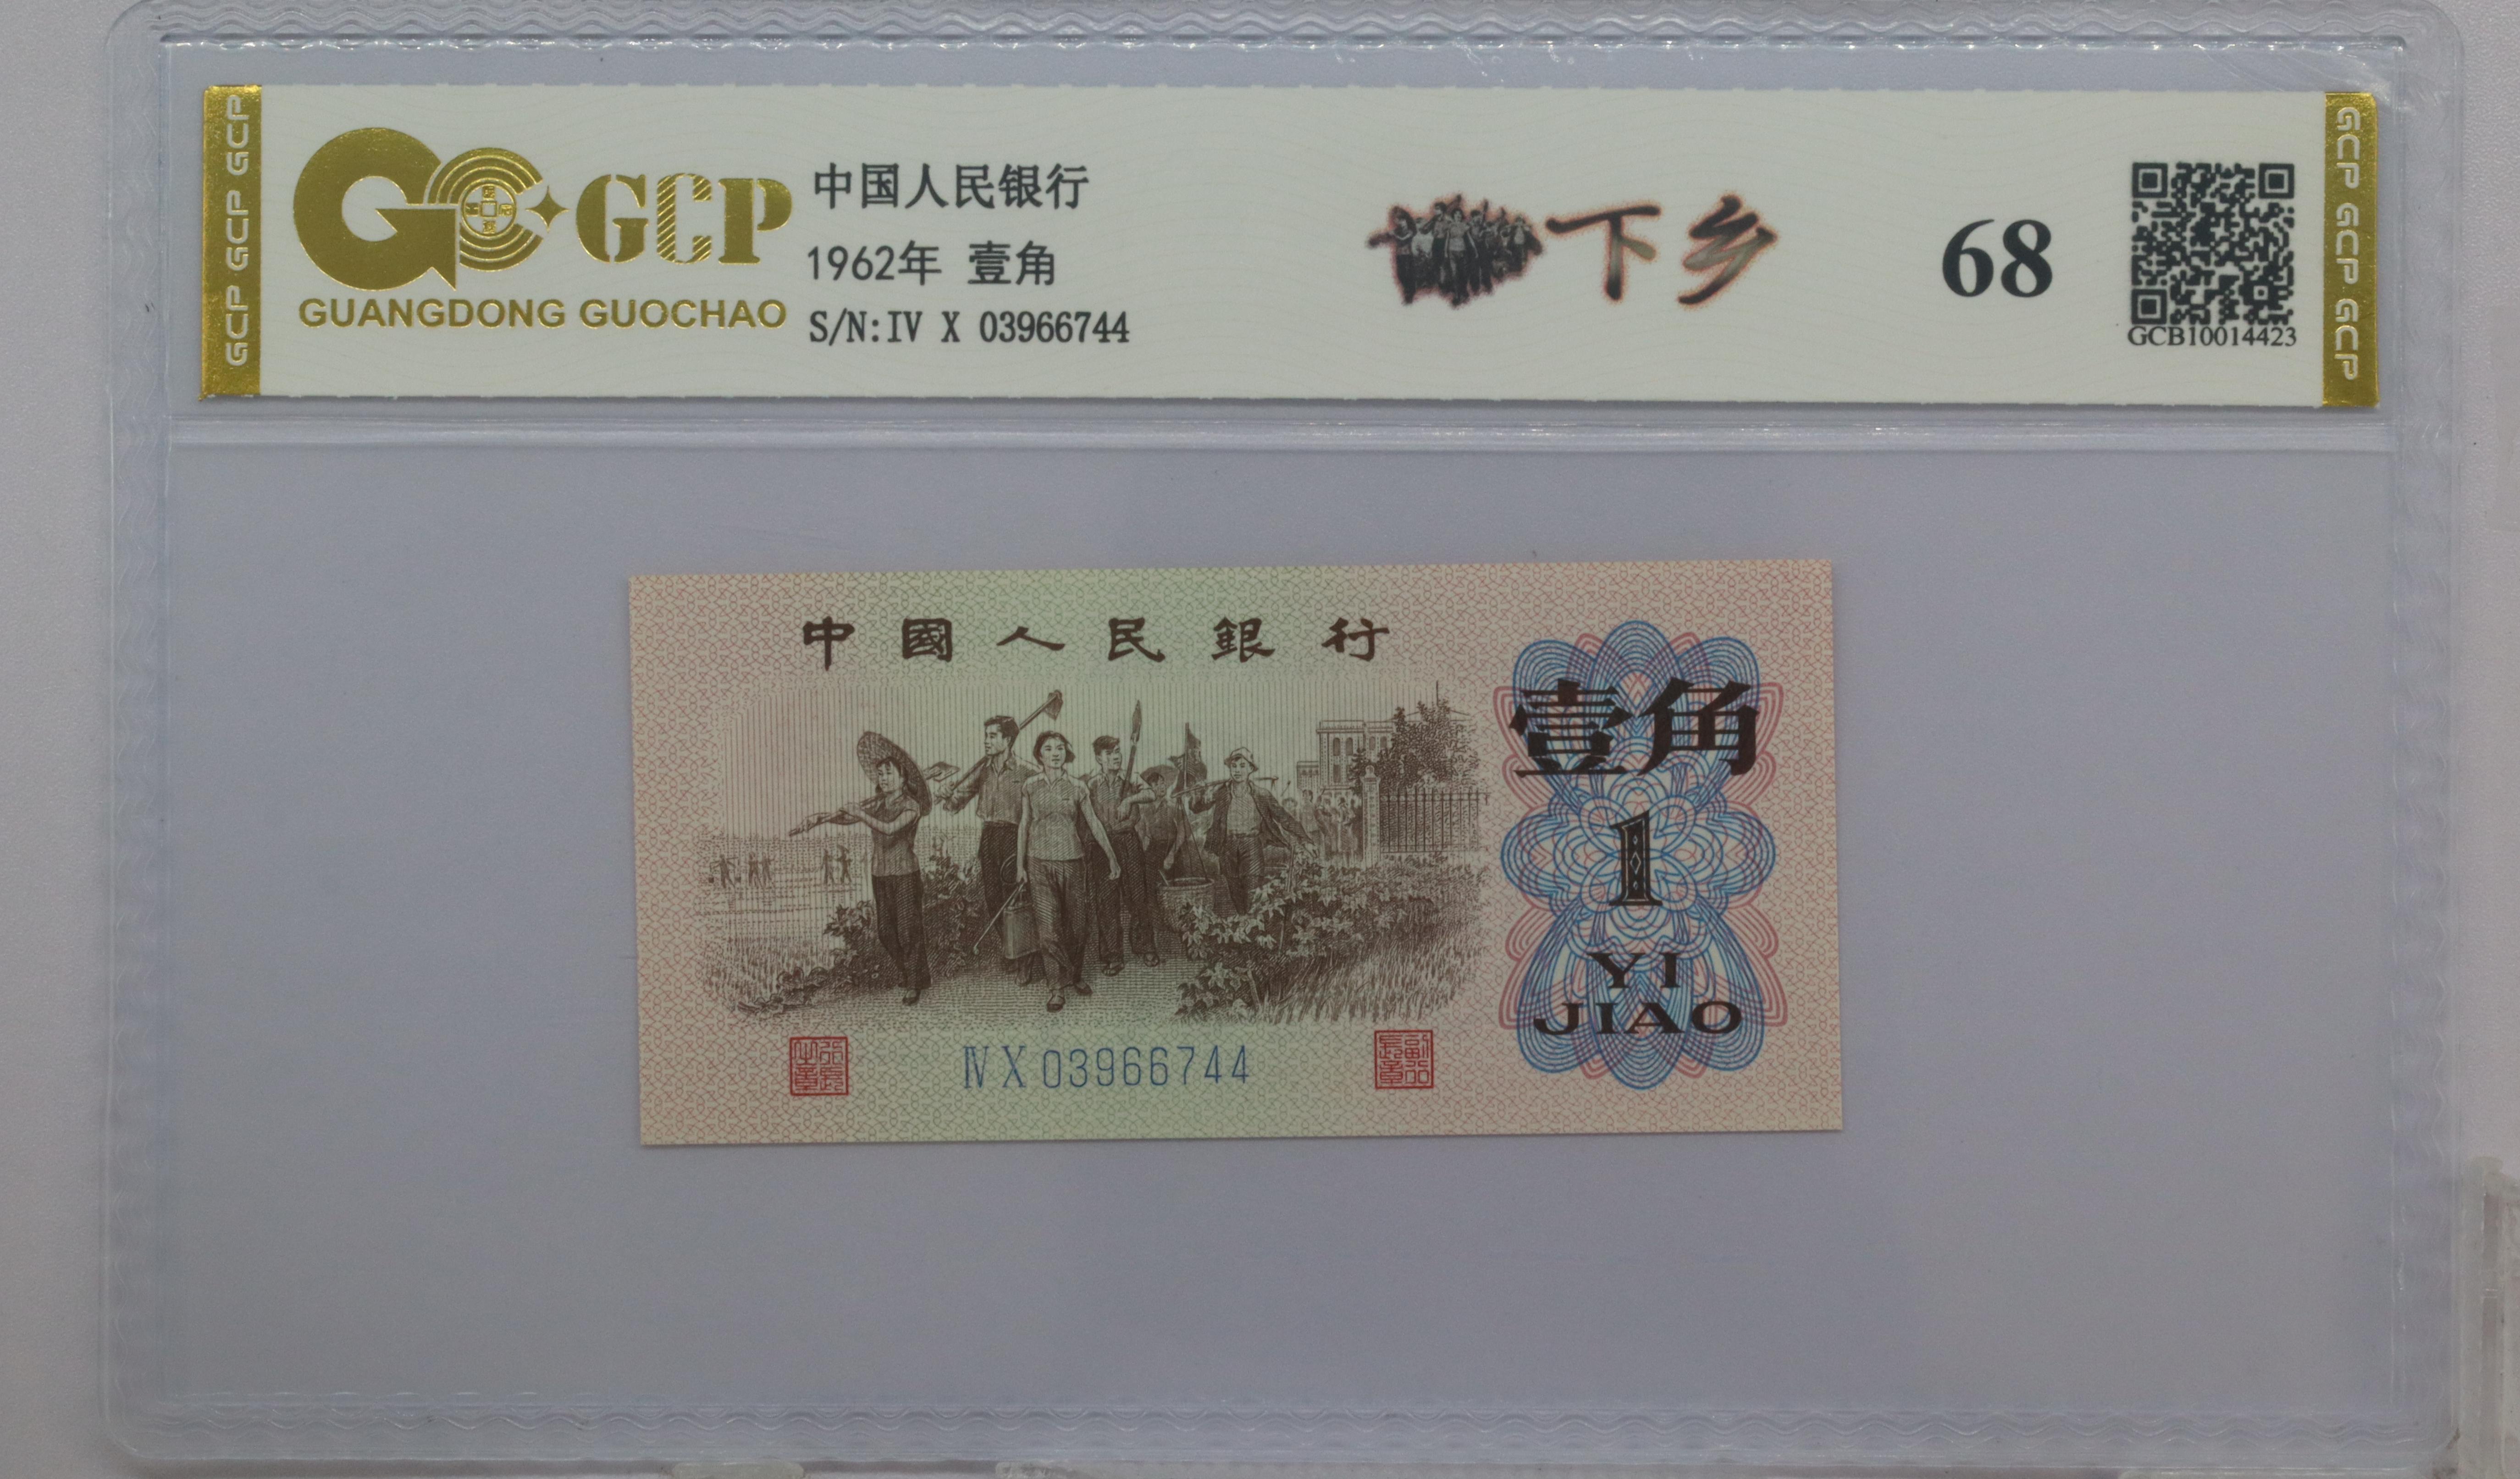 GCP GCP GCP
GCP
GUANGDONG GUOCHAO
中国人民银行
1962年 壹角
S/N:IV X 03966744
下乡
68
GCB10014423
GCP GCP GCP
中國人民銀行
壹角
1
YI
JIAO
IV X 03966744